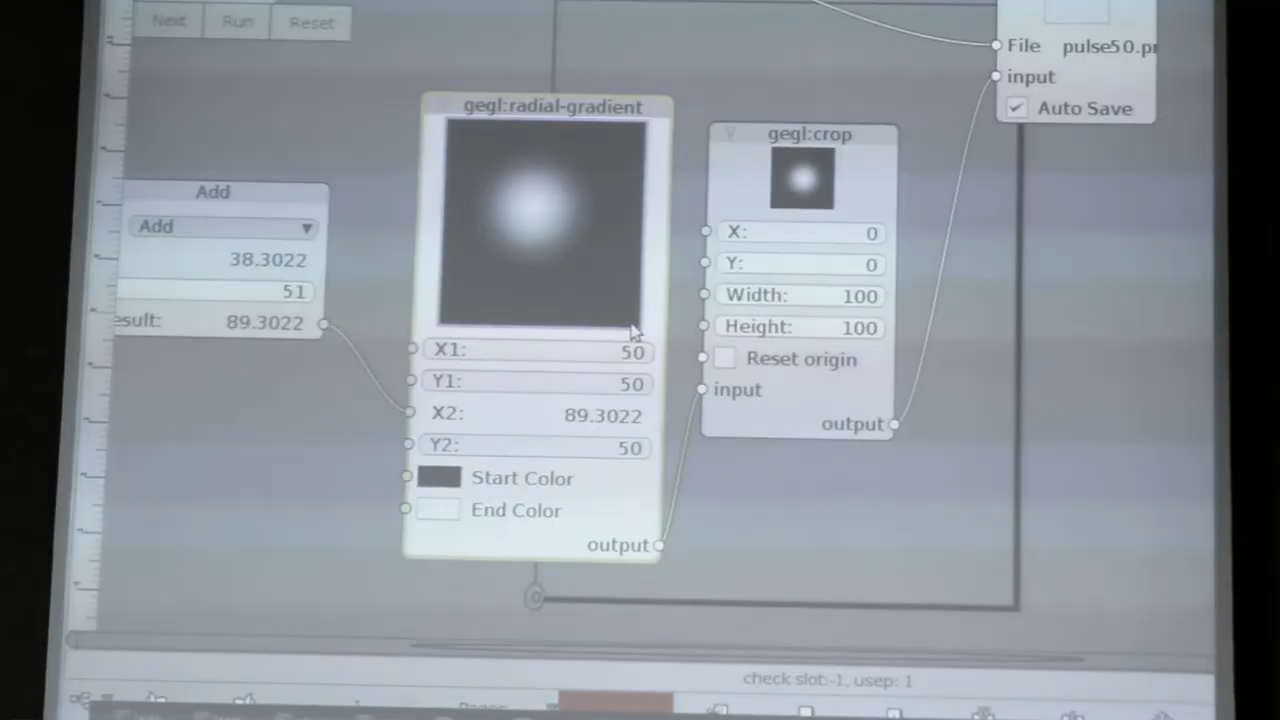 Next Run Reset
File pulse50.p
input
Auto Save
gegl:radial-gradient
gegl:crop
Add
Add
38.3022
51
esult: 89.3022
X1: 50
Y1: 50
X2: 89.3022
Y2: 50
Start Color
End Color
output
X: 0
Y: 0
Width: 100
Height: 100
Reset origin
input
output
0
check slot:-1, usep: 1